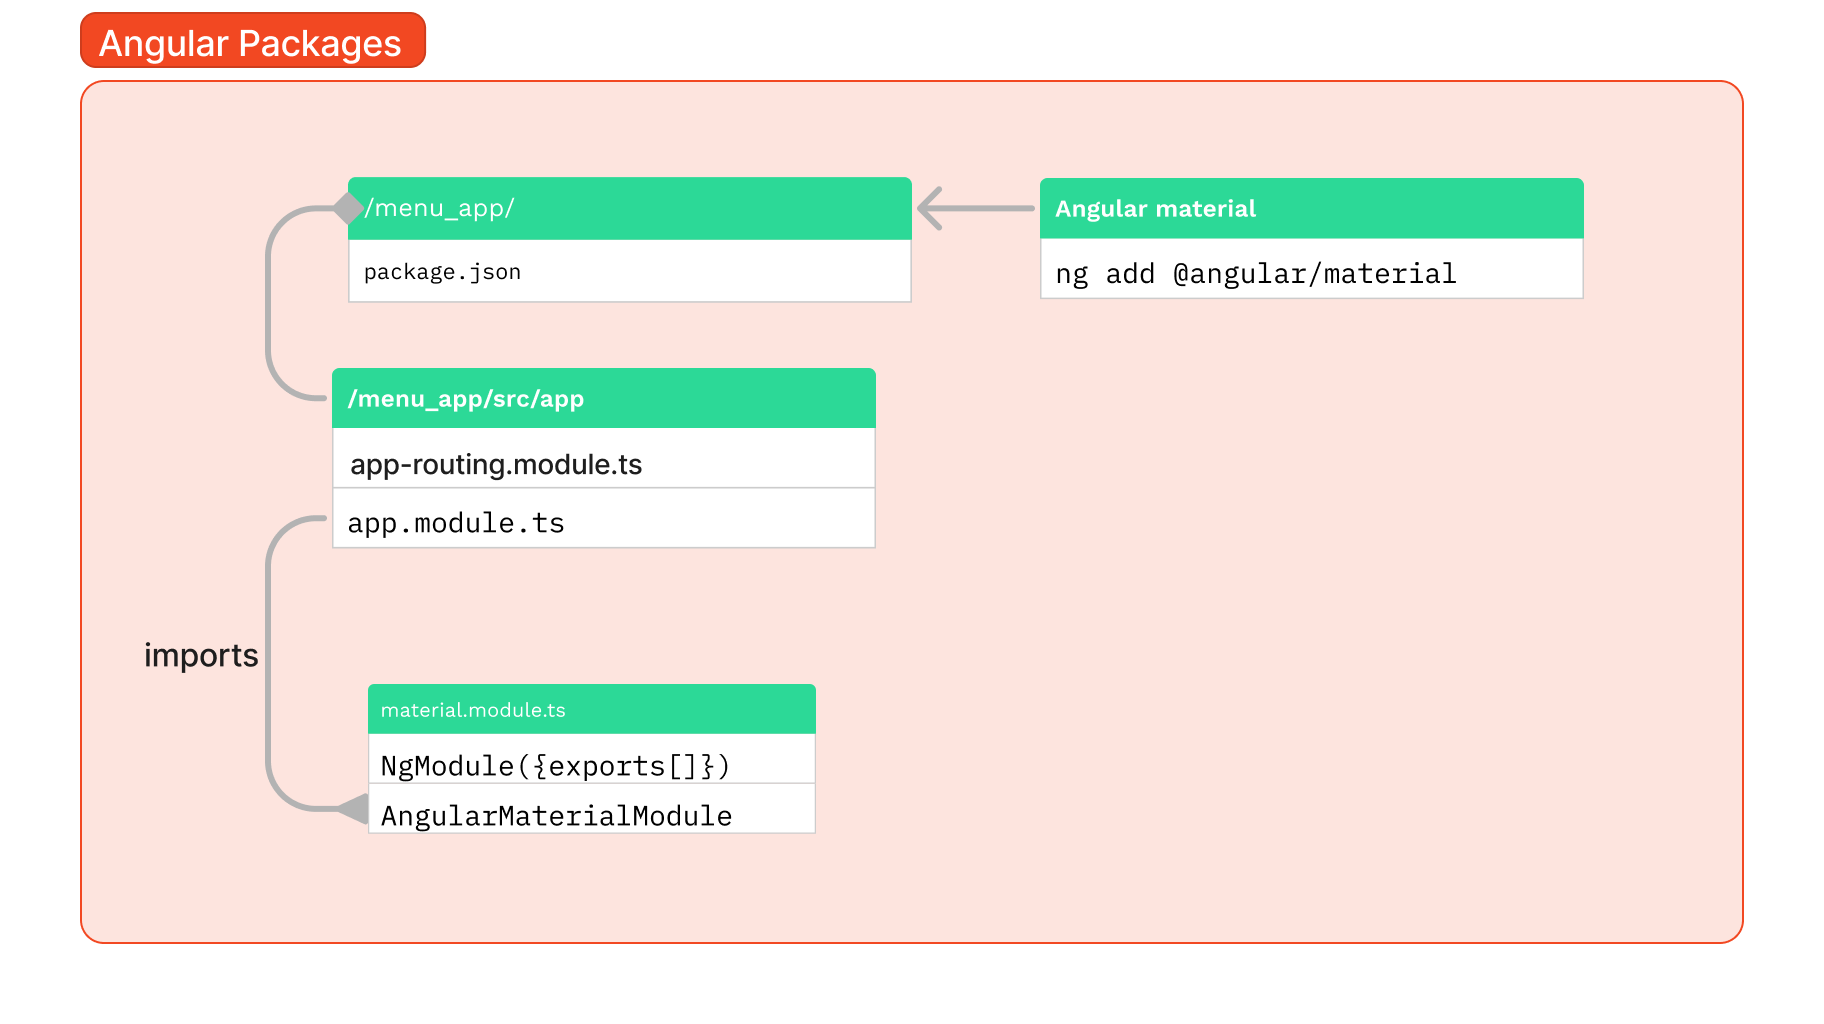 Angular Packages
/menu_app/
package.json
Angular material
ng add @angular/material
/menu_app/src/app
app-routing.module.ts
app.module.ts
imports
material.module.ts
NgModule({exports[]})
AngularMaterialModule